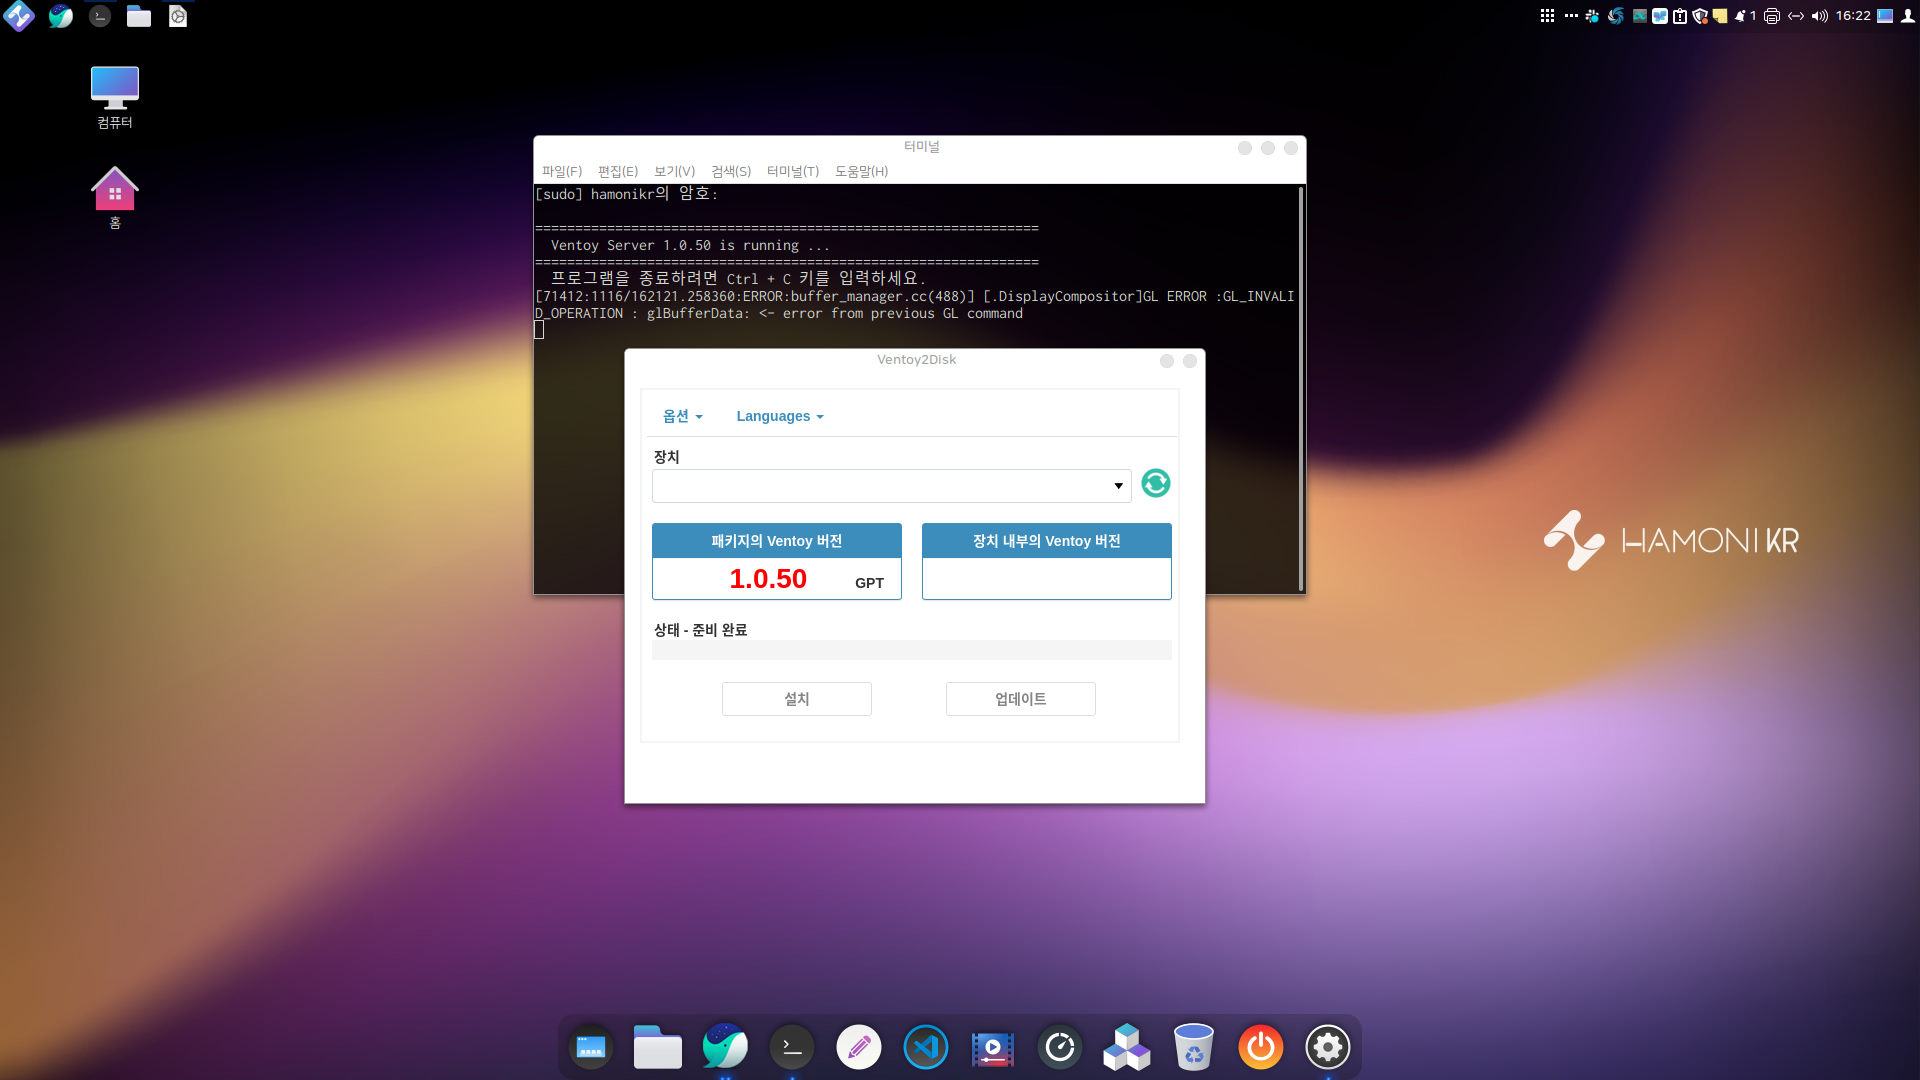 1
16:22
컴퓨터
홈
터미널
파일(F) 편집(E) 보기(V) 검색(S) 터미널(T) 도움말(H)
[sudo] hamonikr의 암호:
===============================================================
Ventoy Server 1.0.50 is running ...
===============================================================
프로그램을 종료하려면 Ctrl + C 키를 입력하세요.
[71412:1116/162121.258360:ERROR:buffer_manager.cc(488)] [.DisplayCompositor]GL ERROR :GL_INVALI
D_OPERATION : glBufferData: <- error from previous GL command
Ventoy2Disk
옵션 Languages
장치
패키지의 Ventoy 버전 장치 내부의 Ventoy 버전
1.0.50 GPT
상태 - 준비 완료
설치 업데이트
HAMONIKR